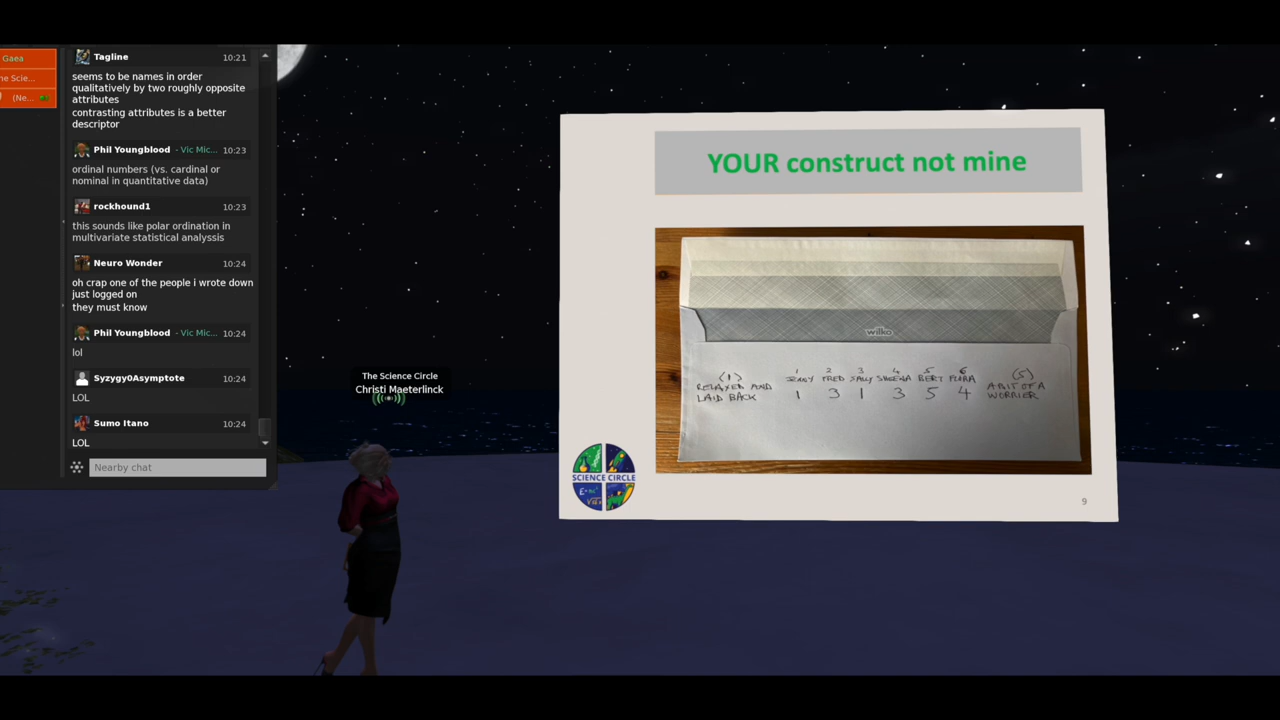 Gaea
he Scie...
(Ne...
Tagline 10:21
seems to be names in order
qualitatively by two roughly opposite
attributes
contrasting attributes is a better
descriptor
Phil Youngblood - Vic Mic... 10:23
ordinal numbers (vs. cardinal or
nominal in quantitative data)
rockhound1 10:23
this sounds like polar ordination in
multivariate statistical analyssis
Neuro Wonder 10:24
oh crap one of the people i wrote down
just logged on
they must know
Phil Youngblood - Vic Mic... 10:24
lol
Syzygy0Asymptote 10:24
LOL
Sumo Itano 10:24
LOL
Nearby chat
The Science Circle
Christi Maeterlinck
YOUR construct not mine
wilko
1 2 3 4 5 6
(1) JENNY FRED SALLY SHEENA BERT FLORA (5)
RELAXED AND LAID BACK 1 3 1 3 5 4 A BIT OF A WORRIER
SCIENCE CIRCLE
9